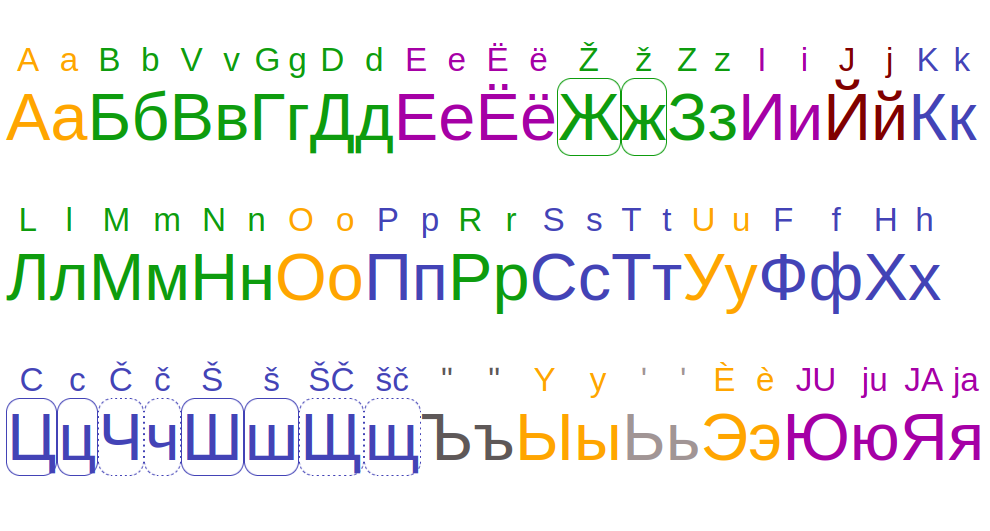 A a B b V v G g D d E e Ë ë Ž ž Z z I i J j K k
АаБбВвГгДдЕеЁёЖжЗзИиЙйКк
L l M m N n O o P p R r S s T t U u F f H h
ЛлМмНнОоПпРрСсТтУуФфХх
C c Č č Š š ŠČ šč " " Y y ' ' È è JU ju JA ja
ЦцЧчШшЩщЪъЫыЬьЭэЮюЯя